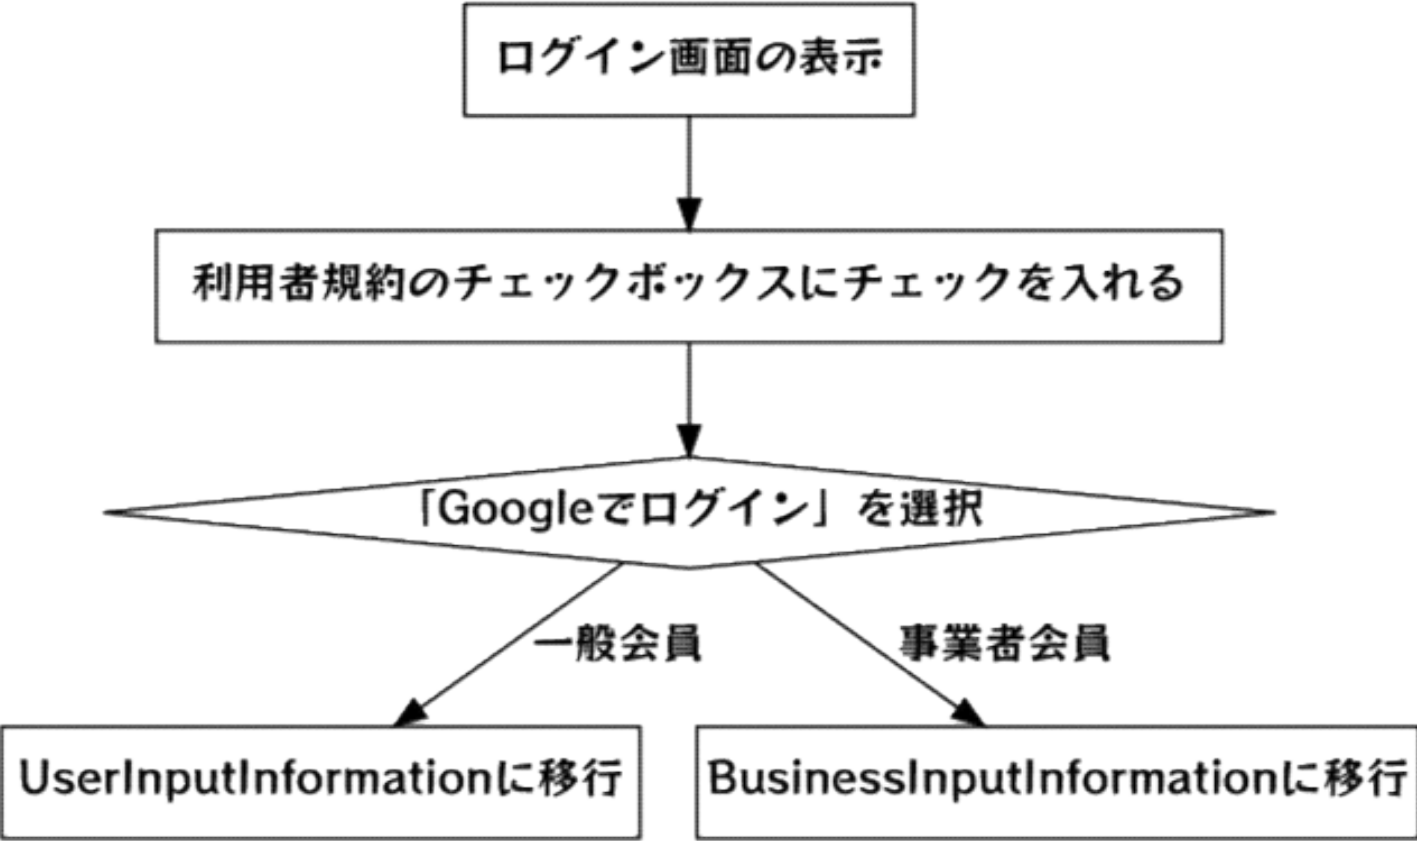 ログイン画面の表示
利用者規約のチェックボックスにチェックを入れる
「Googleでログイン」を選択
一般会員
事業者会員
UserInputInformationに移行
BusinessInputInformationに移行